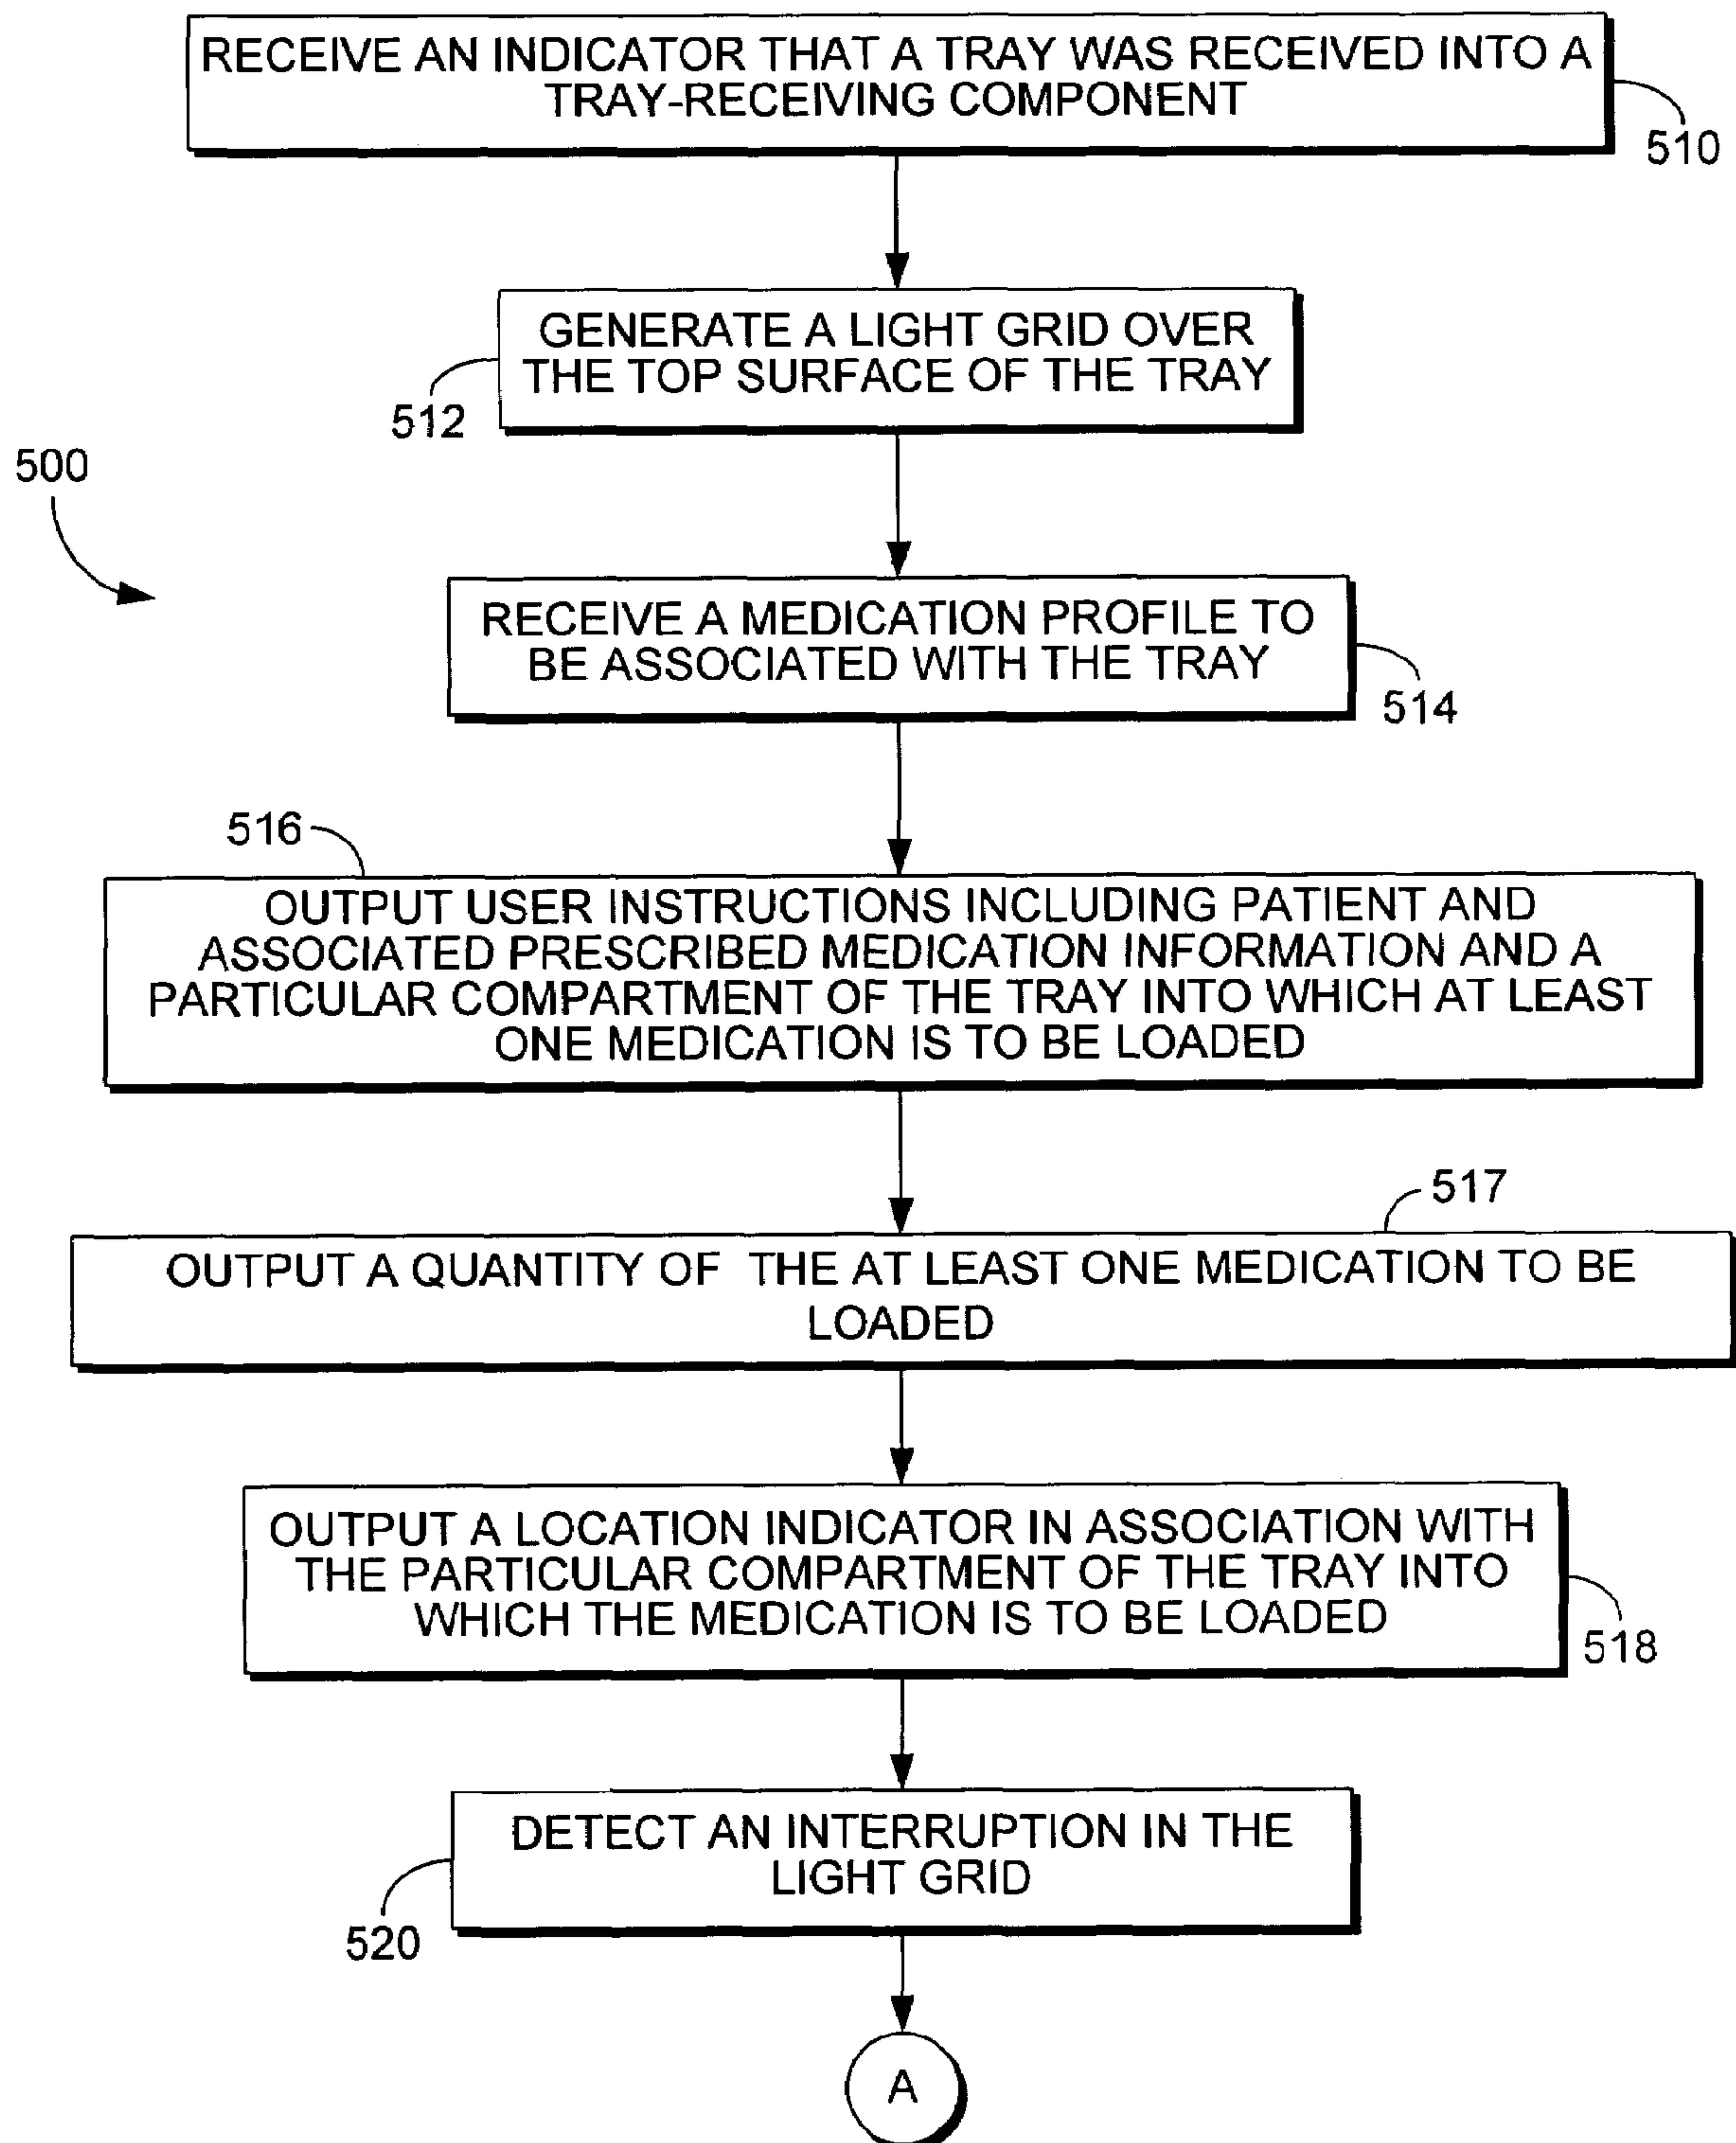 RECEIVE AN INDICATOR THAT A TRAY WAS RECEIVED INTO A
TRAY-RECEIVING COMPONENT
510
GENERATE A LIGHT GRID OVER
THE TOP SURFACE OF THE TRAY
512
500
RECEIVE A MEDICATION PROFILE TO
BE ASSOCIATED WITH THE TRAY
514
516
OUTPUT USER INSTRUCTIONS INCLUDING PATIENT AND
ASSOCIATED PRESCRIBED MEDICATION INFORMATION AND A
PARTICULAR COMPARTMENT OF THE TRAY INTO WHICH AT LEAST
ONE MEDICATION IS TO BE LOADED
517
OUTPUT A QUANTITY OF THE AT LEAST ONE MEDICATION TO BE
LOADED
OUTPUT A LOCATION INDICATOR IN ASSOCIATION WITH
THE PARTICULAR COMPARTMENT OF THE TRAY INTO
WHICH THE MEDICATION IS TO BE LOADED
518
DETECT AN INTERRUPTION IN THE
LIGHT GRID
520
A